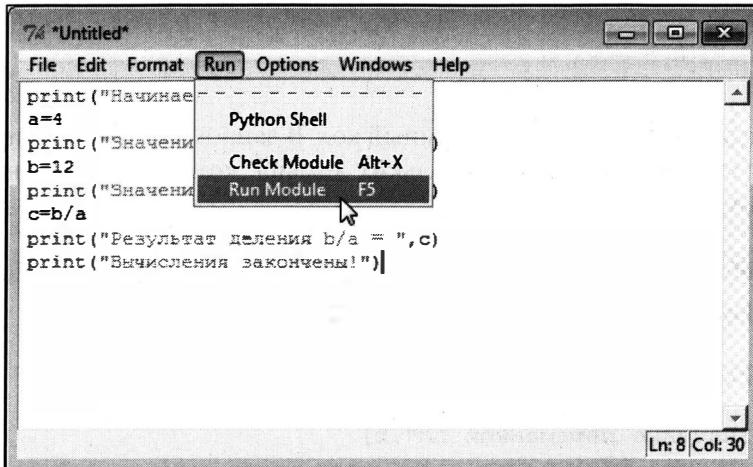 7% *Untitled*
File Edit Format Run Options Windows Help
print("Начинае
a=4
print("Значени )
b=12
print("Значени )
c=b/a
print("Результат деления b/a = ",c)
print("Вычисления закончены!")
Python Shell
Check Module Alt+X
Run Module F5
Ln: 8 Col: 30